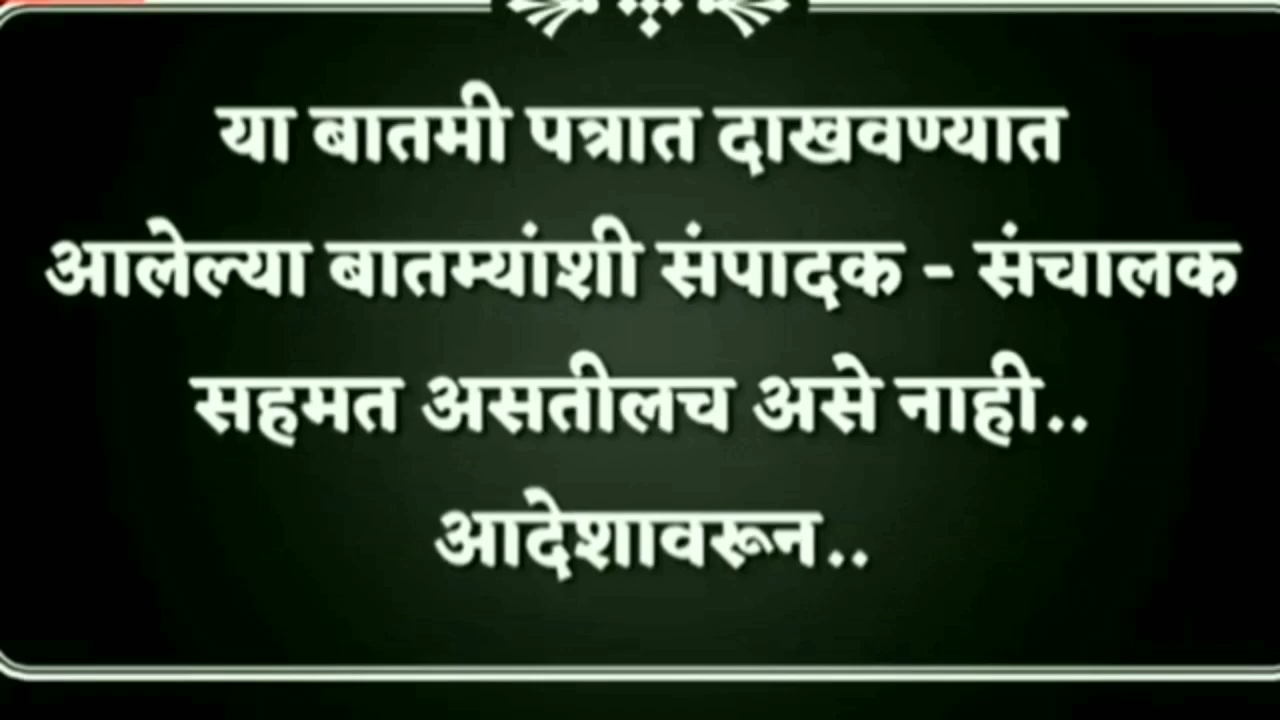 या बातमी पत्रात दाखवण्यात
आलेल्या बातम्यांशी संपादक - संचालक
सहमत असतीलच असे नाही..
आदेशावरून..